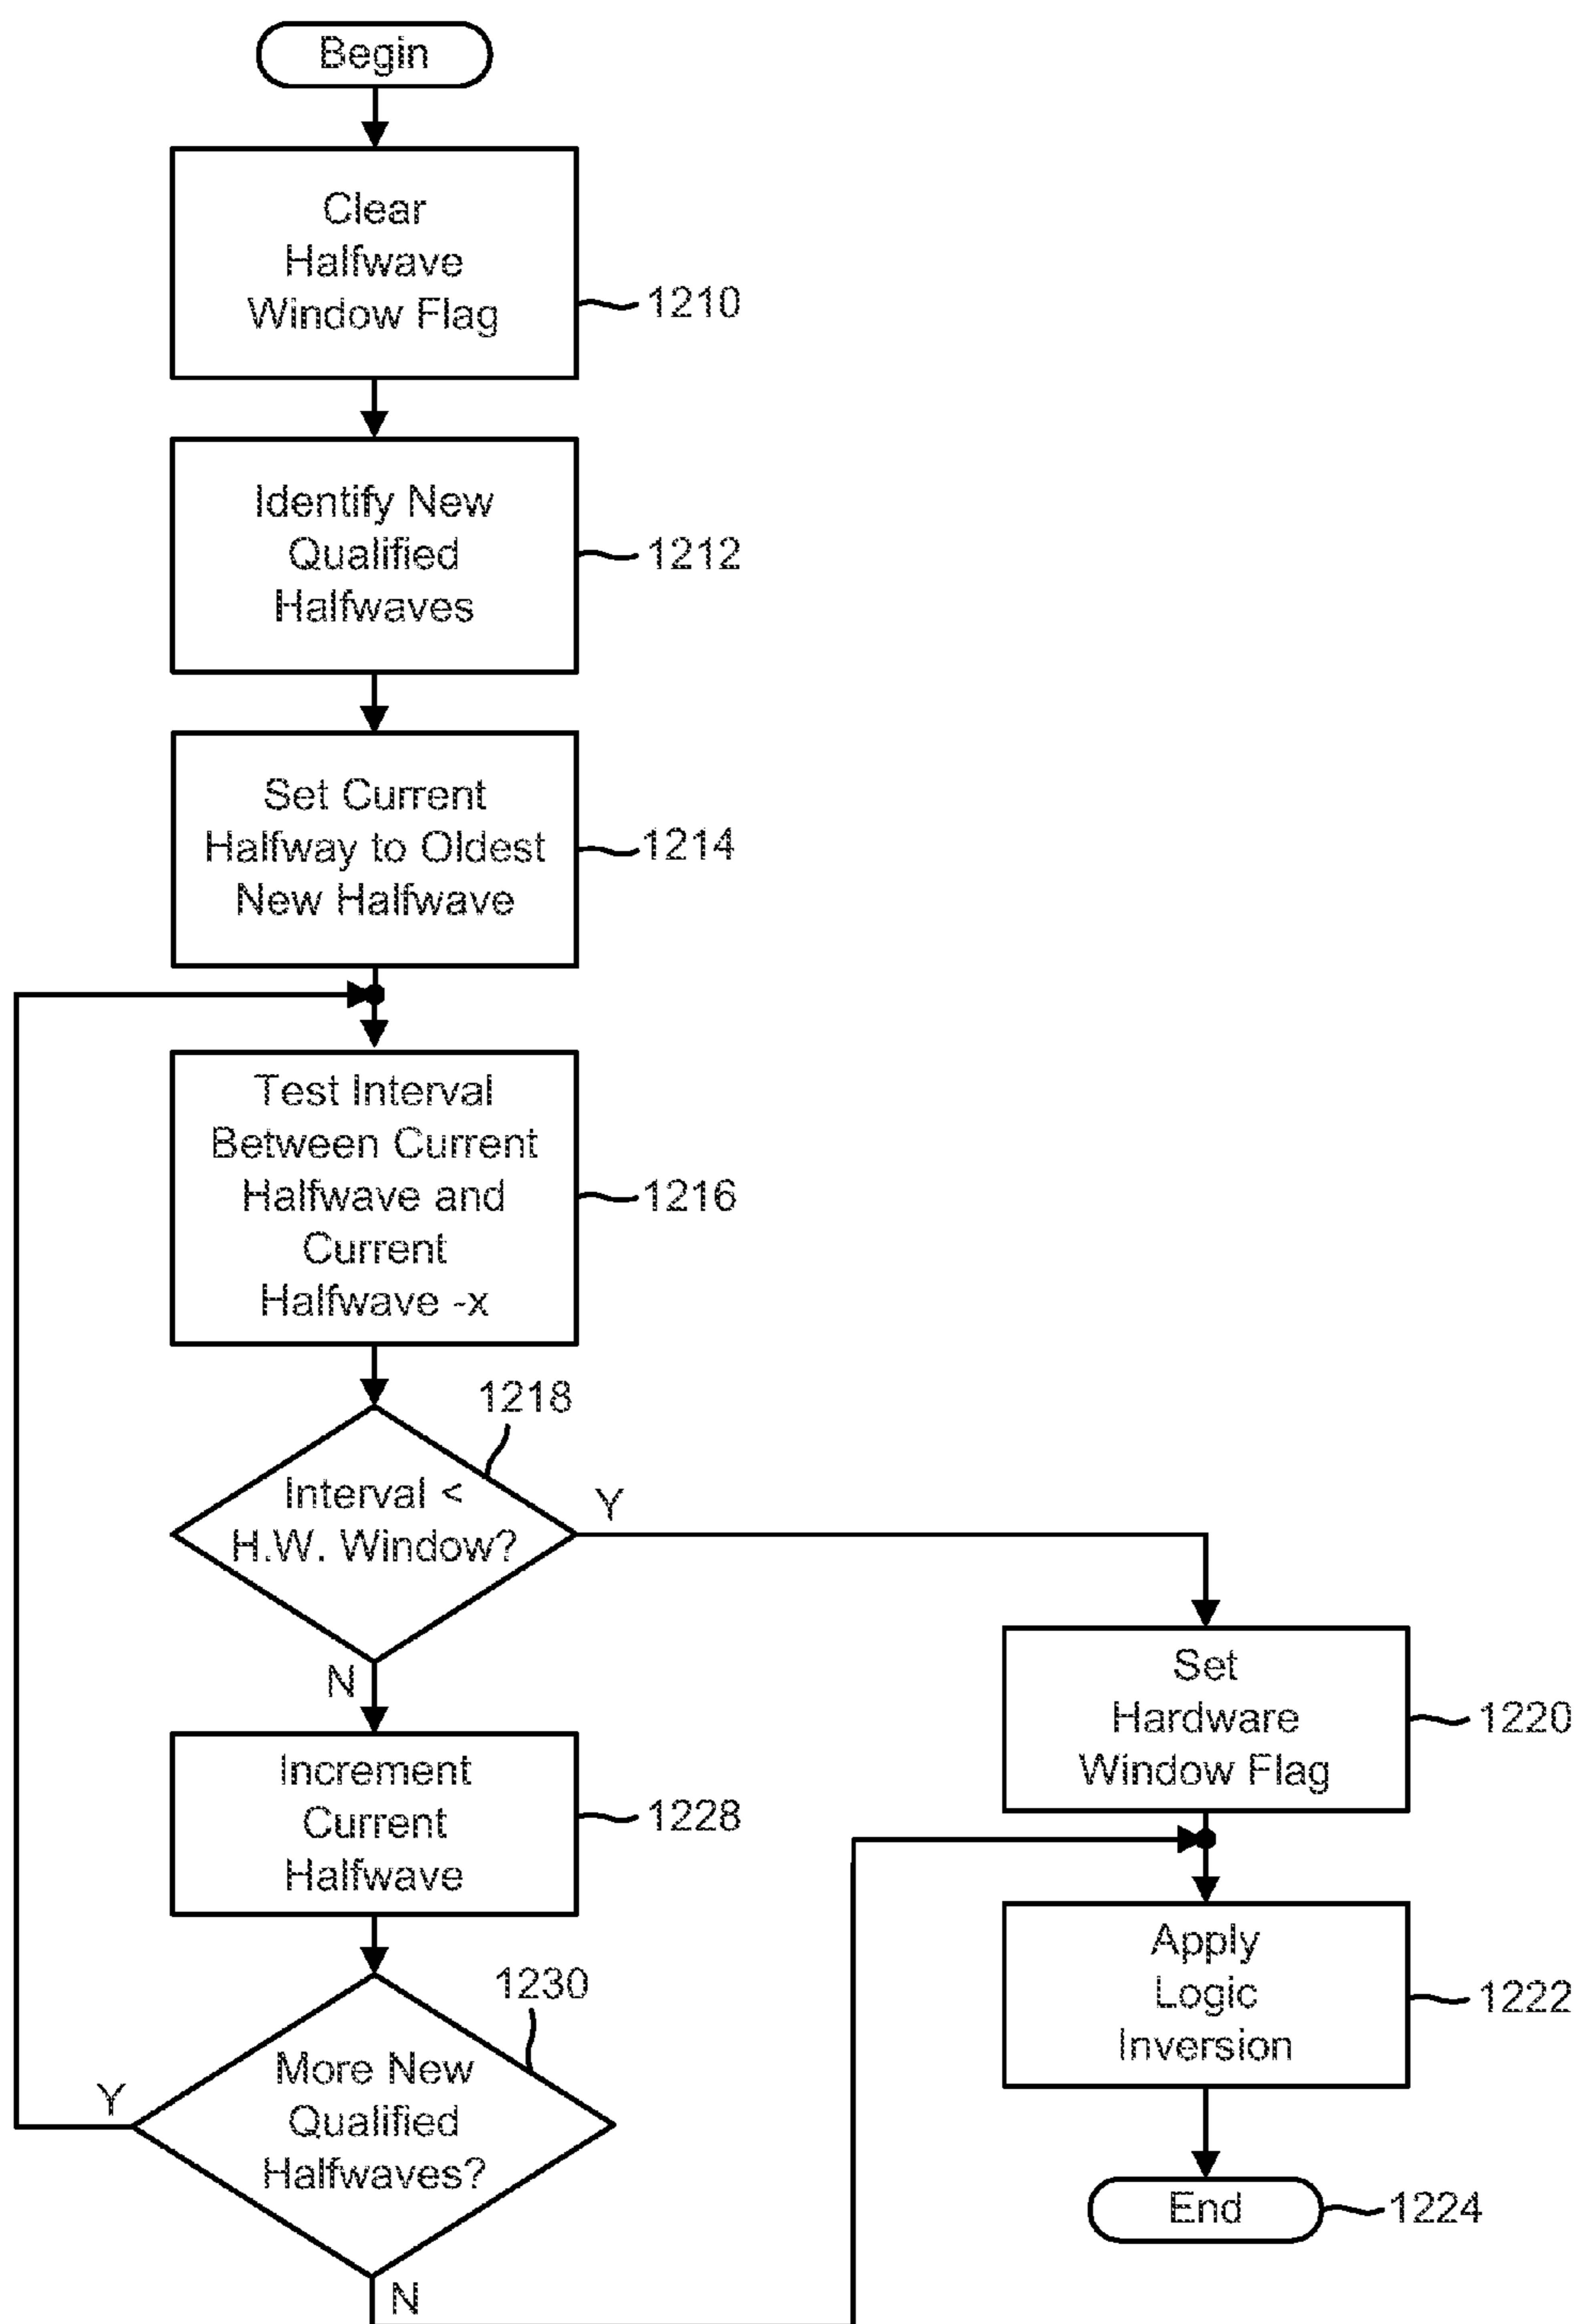 Begin
Clear
Halfwave
Window Flag
1210
Identify New
Qualified
Halfwaves
1212
Set Current
Halfway to Oldest
New Halfwave
1214
Test Interval
Between Current
Halfwave and
Current
Halfwave -x
1216
1218
Interval <
H.W. Window?
Y
N
Set
Hardware
Window Flag
1220
Increment
Current
Halfwave
1228
Apply
Logic
Inversion
1222
1230
More New
Qualified
Halfwaves?
Y
N
End
1224